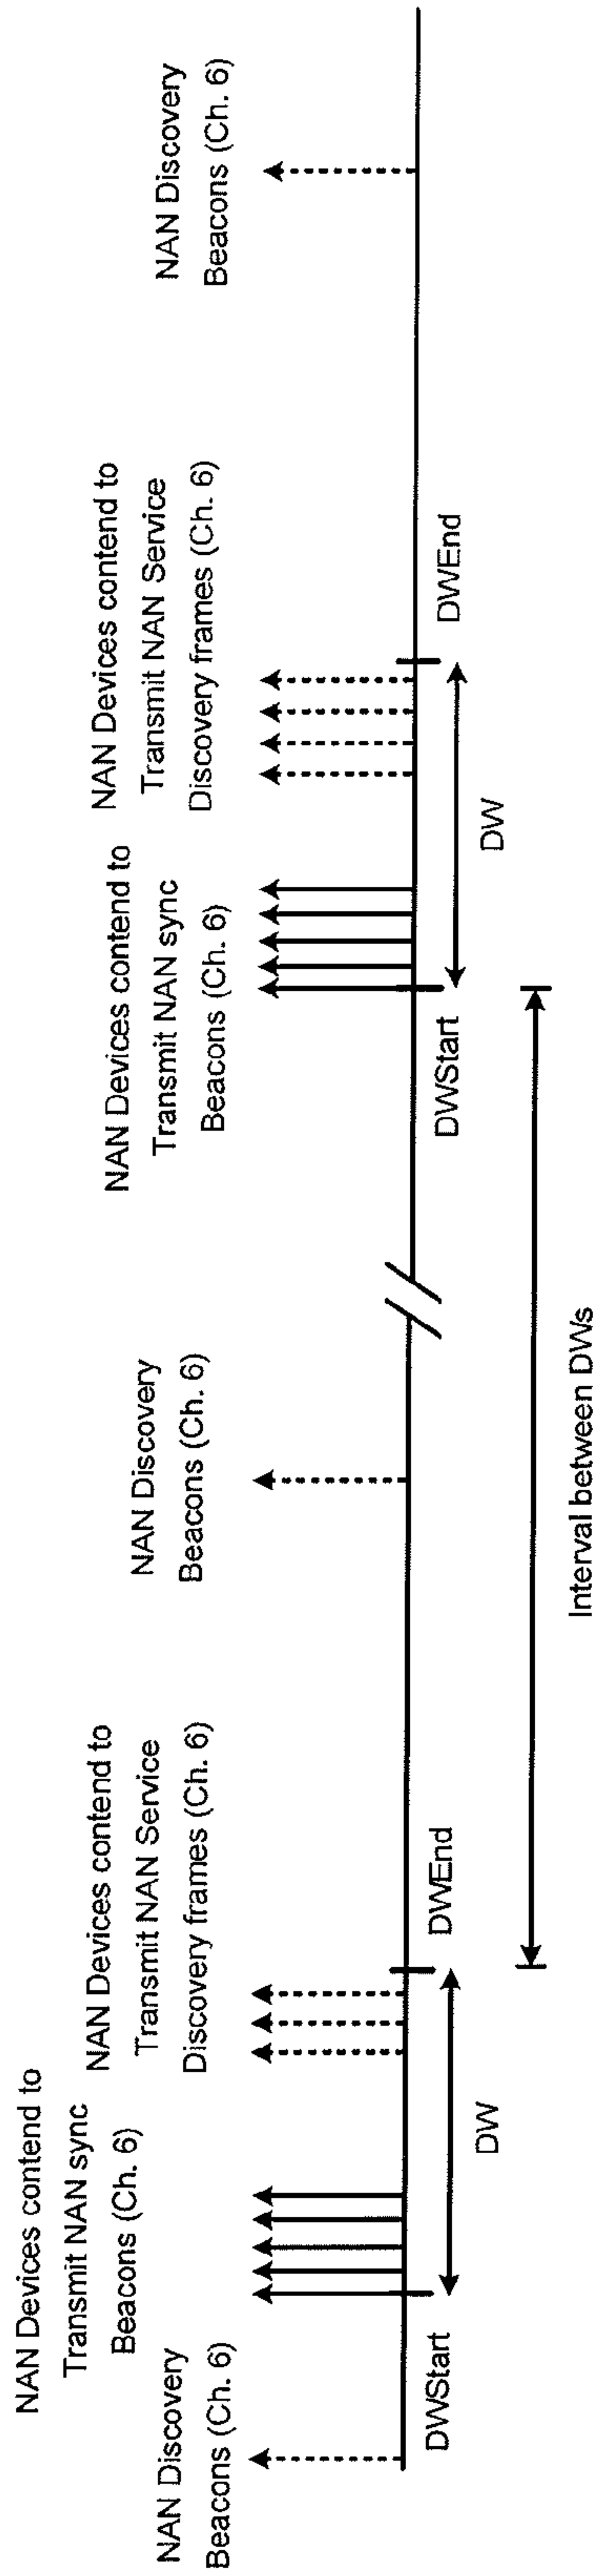 NAN Discovery
Beacons (Ch. 6)
NAN Devices contend to
Transmit NAN sync
Beacons (Ch. 6)
NAN Devices contend to
Transmit NAN Service
Discovery frames (Ch. 6)
NAN Discovery
Beacons (Ch. 6)
NAN Devices contend to
Transmit NAN sync
Beacons (Ch. 6)
NAN Devices contend to
Transmit NAN Service
Discovery frames (Ch. 6)
NAN Discovery
Beacons (Ch. 6)
DWStart
DWEnd
DWStart
DWEnd
DW
DW
Interval between DWs